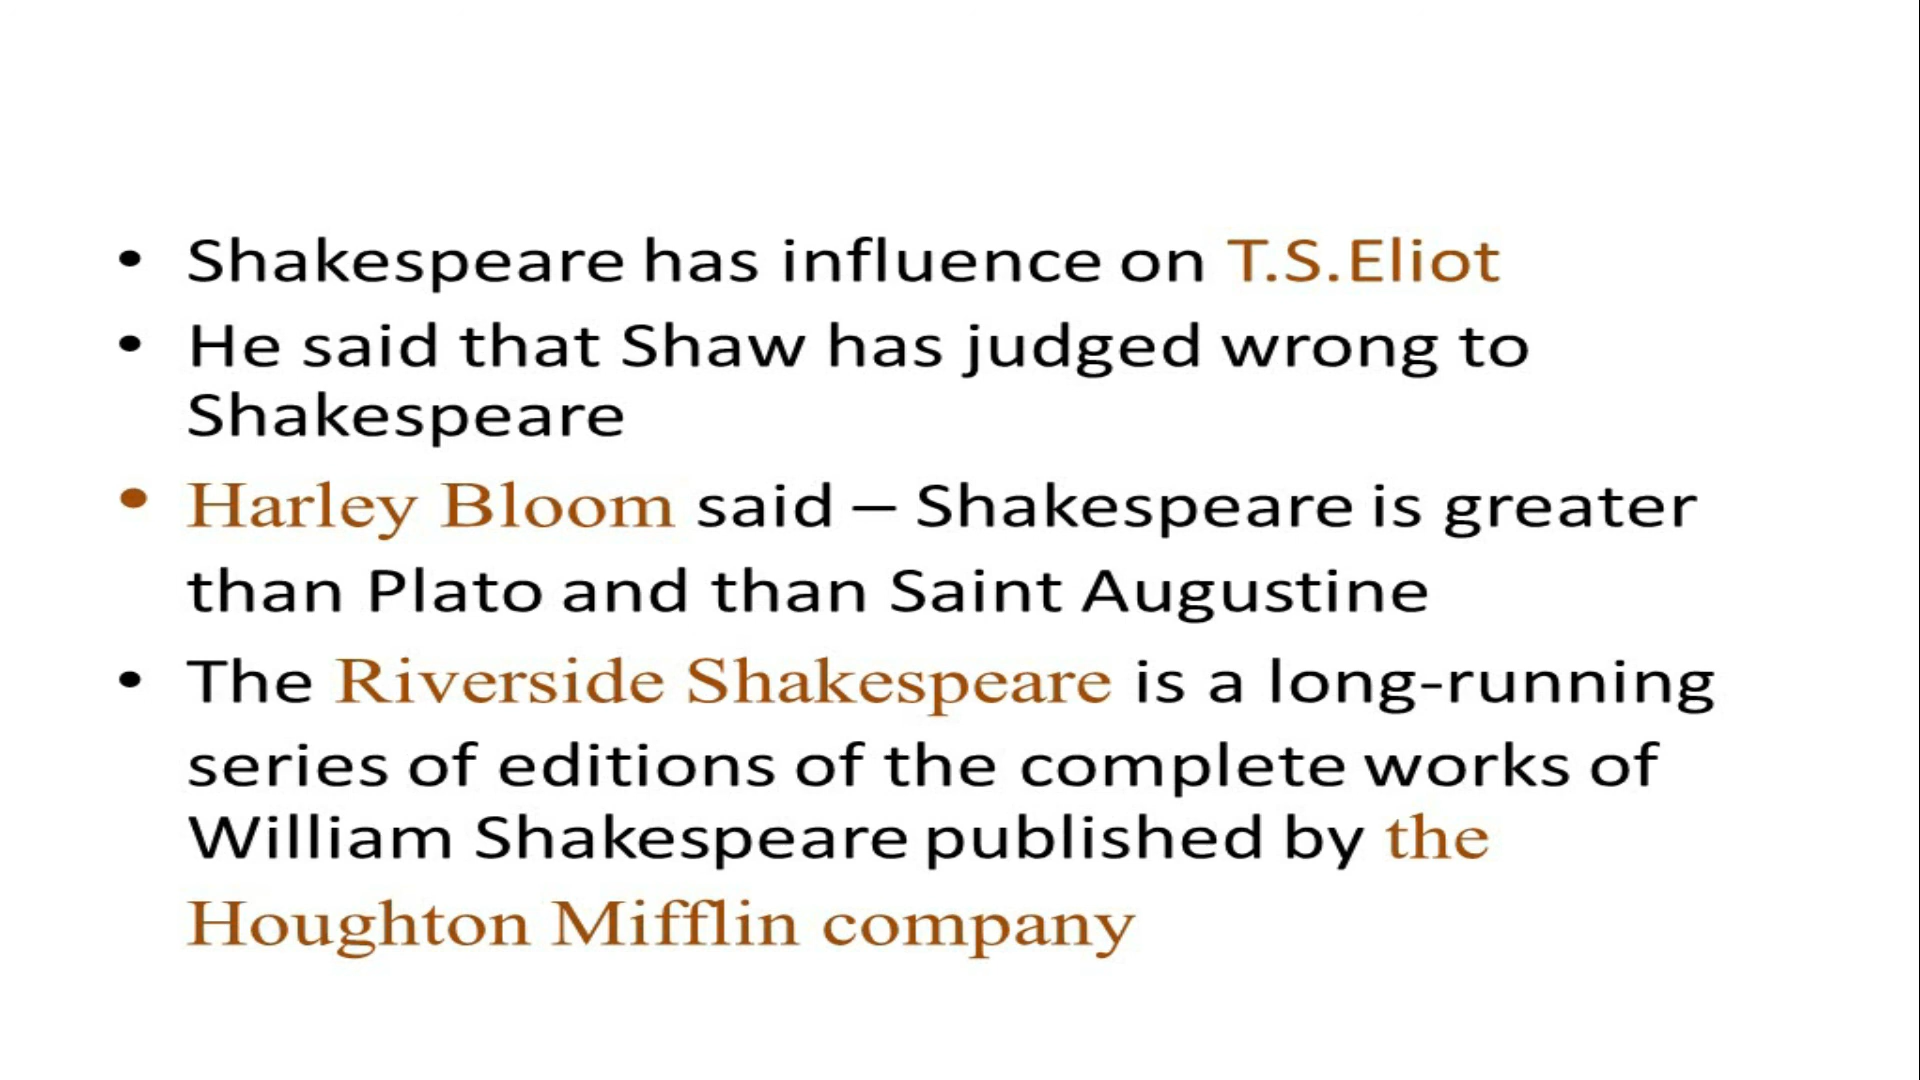 • Shakespeare has influence on T.S.Eliot
• He said that Shaw has judged wrong to
Shakespeare
• Harley Bloom said – Shakespeare is greater
than Plato and than Saint Augustine
• The Riverside Shakespeare is a long-running
series of editions of the complete works of
William Shakespeare published by the
Houghton Mifflin company